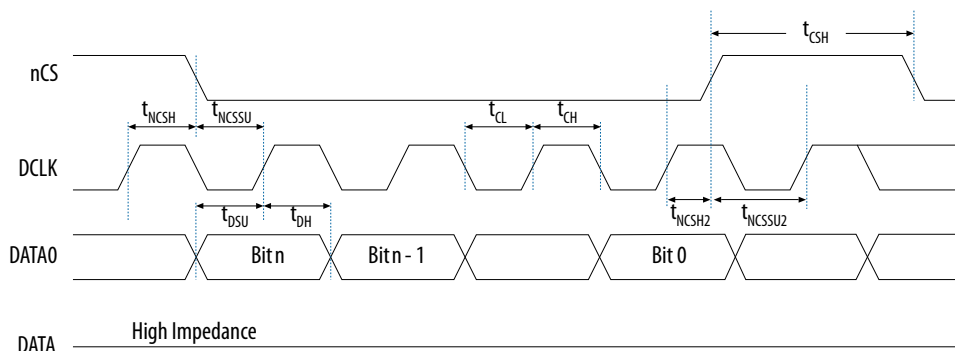 tCSH
nCS
tNCSH tNCSSU tCL tCH
DCLK
tDSU tDH tNCSH2 tNCSSU2
DATA0 Bit n Bit n - 1 Bit 0
High Impedance
DATA